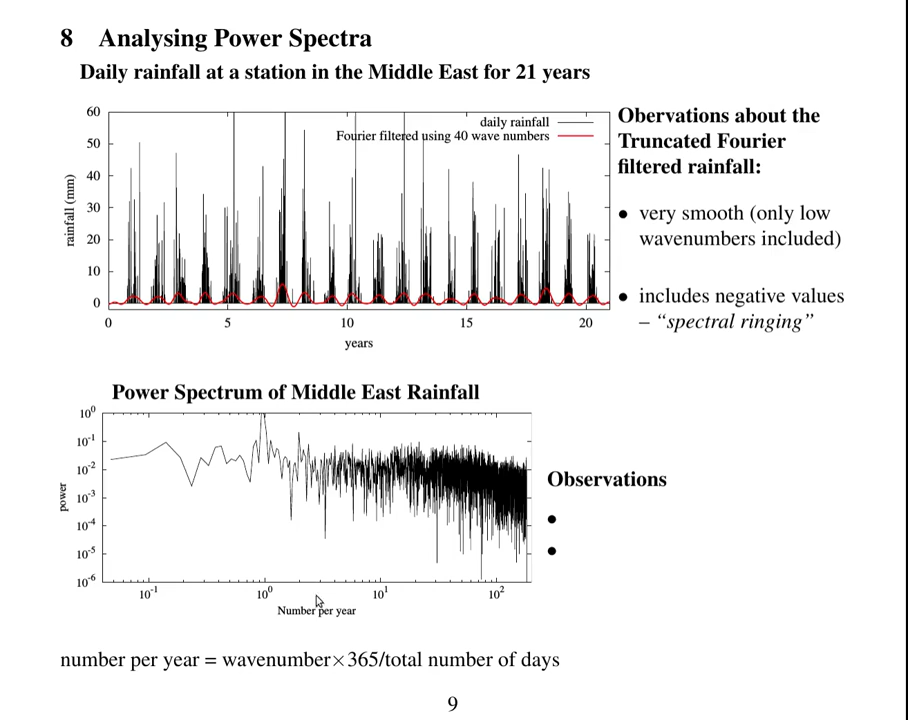 8 Analysing Power Spectra
Daily rainfall at a station in the Middle East for 21 years
60
50
40
30
20
10
0
rainfall (mm)
daily rainfall
Fourier filtered using 40 wave numbers
0 5 10 15 20
years
Obervations about the
Truncated Fourier
filtered rainfall:
• very smooth (only low
wavenumbers included)
• includes negative values
– “spectral ringing”
Power Spectrum of Middle East Rainfall
10^0
10^-1
10^-2
10^-3
10^-4
10^-5
10^-6
power
10^-1 10^0 10^1 10^2
Number per year
Observations
•
•
number per year = wavenumber×365/total number of days
9